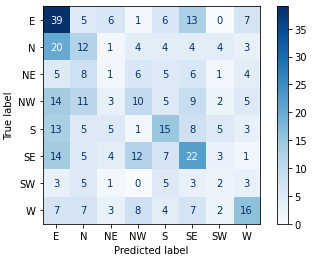 E 39 5 6 1 6 13 0 7
N 20 12 1 4 4 4 4 3
NE 5 8 1 6 5 6 1 4
NW 14 11 3 10 5 9 2 5
S 13 5 5 1 15 8 5 3
SE 14 5 4 12 7 22 3 1
SW 3 5 1 0 5 3 2 3
W 7 7 3 8 4 7 2 16
E N NE NW S SE SW W
Predicted label
True label
35
30
25
20
15
10
5
0